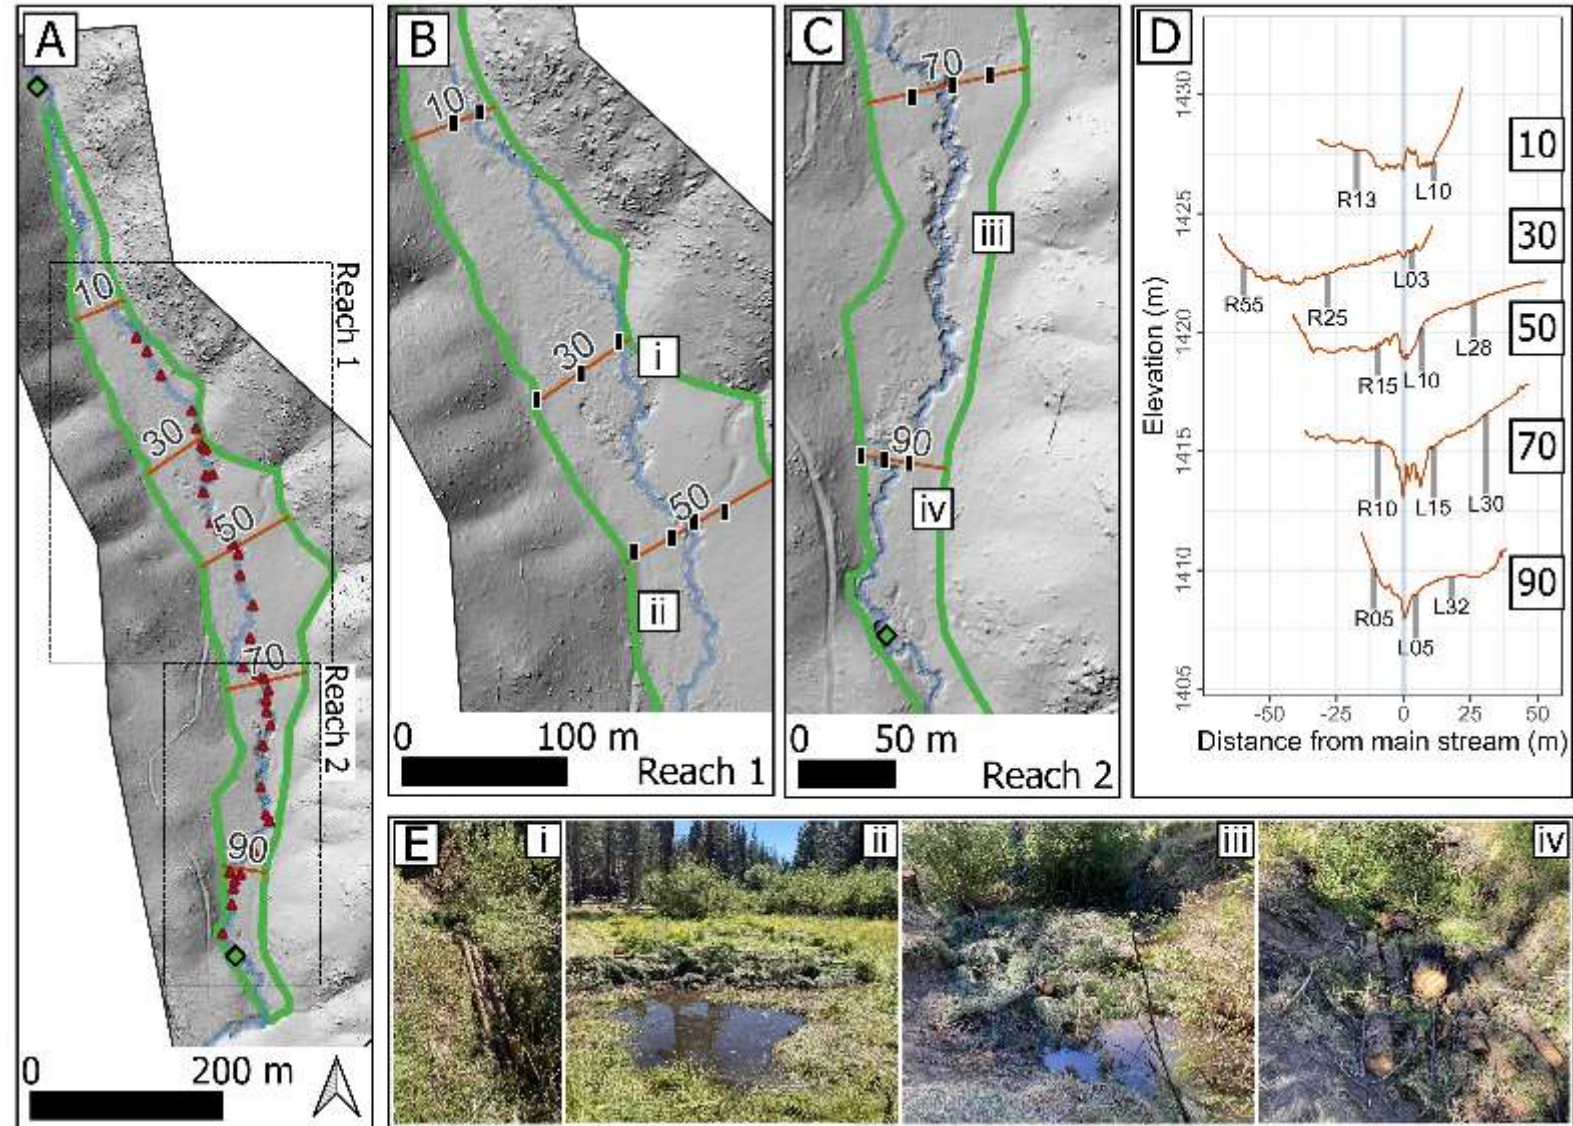 A
10
Reach 1
30
50
70
Reach 2
90
0 200 m
B
10
30
i
50
ii
0 100 m
Reach 1
C
70
iii
90
iv
0 50 m
Reach 2
D
Elevation (m)
1430
1425
1420
1415
1410
1405
10
R13 L10
30
R55 R25 L03
50
R15 L10 L28
70
R10 L15 L30
90
R05 L05 L32
-50 -25 0 25 50
Distance from main stream (m)
E
i
ii
iii
iv